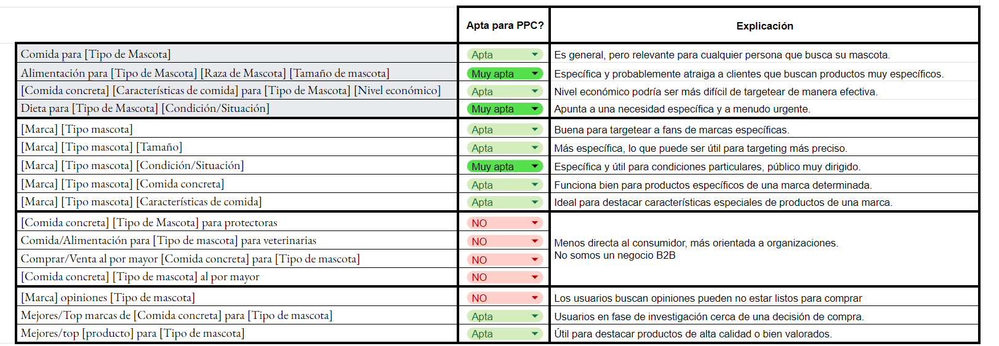 Apta para PPC? Explicación
Comida para [Tipo de Mascota] Apta Es general, pero relevante para cualquier persona que busca su mascota.
Alimentación para [Tipo de Mascota] [Raza de Mascota] [Tamaño de mascota] Muy apta Específica y probablemente atraiga a clientes que buscan productos muy específicos.
[Comida concreta] [Características de comida] para [Tipo de Mascota] [Nivel económico] Apta Nivel económico podría ser más difícil de targetear de manera efectiva.
Dieta para [Tipo de Mascota] [Condición/Situación] Muy apta Apunta a una necesidad específica y a menudo urgente.
[Marca] [Tipo mascota] Apta Buena para targetear a fans de marcas específicas.
[Marca] [Tipo mascota] [Tamaño] Apta Más específica, lo que puede ser útil para targeting más preciso.
[Marca] [Tipo mascota] [Condición/Situación] Muy apta Específica y útil para condiciones particulares, público muy dirigido.
[Marca] [Tipo mascota] [Comida concreta] Apta Funciona bien para productos específicos de una marca determinada.
[Marca] [Tipo mascota] [Características de comida] Apta Ideal para destacar características especiales de productos de una marca.
[Comida concreta] [Tipo de Mascota] para protectoras NO
Comida/Alimentación para [Tipo de mascota] para veterinarias NO
Menos directa al consumidor, más orientada a organizaciones.
No somos un negocio B2B
Comprar/Venta al por mayor [Comida concreta] para [Tipo de mascota] NO
[Comida concreta] [Tipo de mascota] al por mayor NO
[Marca] opiniones [Tipo de mascota] NO Los usuarios buscan opiniones pueden no estar listos para comprar
Mejores/Top marcas de [Comida concreta] para [Tipo de mascota] Apta Usuarios en fase de investigación cerca de una decisión de compra.
Mejores/top [producto] para [Tipo de mascota] Apta Útil para destacar productos de alta calidad o bien valorados.